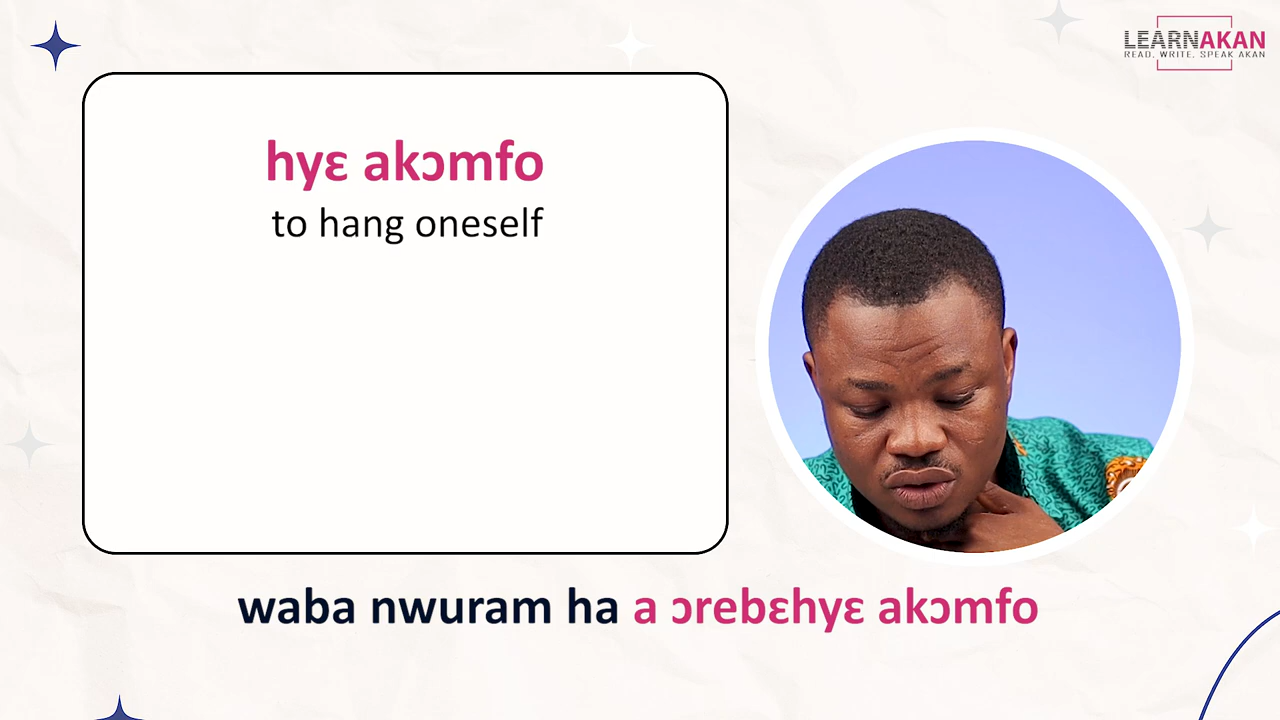 LEARNAKAN
READ. WRITE. SPEAK AKAN
hyɛ akɔmfo
to hang oneself
waba nwuram ha a ɔrebɛhyɛ akɔmfo